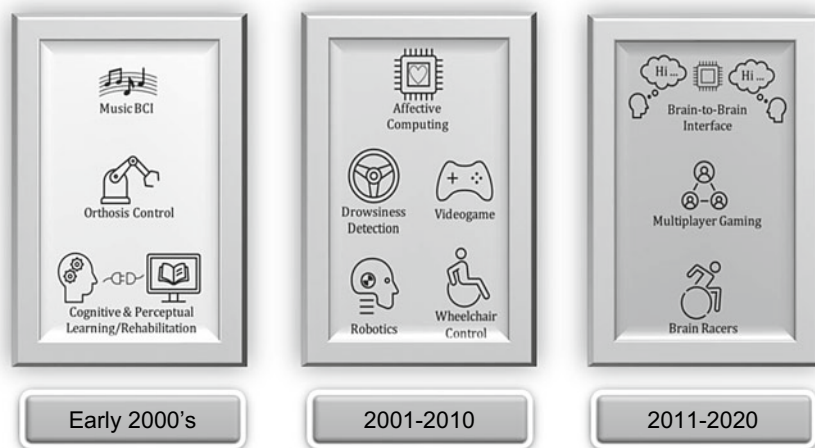 Music BCI
Orthosis Control
Cognitive & Perceptual
Learning/Rehabilitation
Early 2000's
Affective
Computing
Drowsiness
Detection
Videogame
Robotics
Wheelchair
Control
2001-2010
Hi ...
Hi ...
Brain-to-Brain
Interface
Multiplayer Gaming
Brain Racers
2011-2020